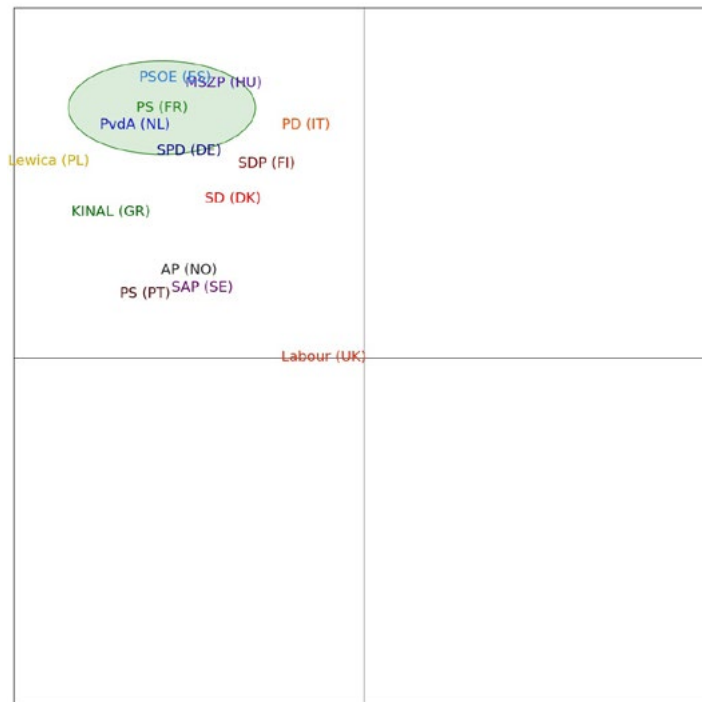 PSOE (ES)
MSZP (HU)
PS (FR)
PvdA (NL)
PD (IT)
SPD (DE)
Lewica (PL)
SDP (FI)
SD (DK)
KINAL (GR)
AP (NO)
SAP (SE)
PS (PT)
Labour (UK)